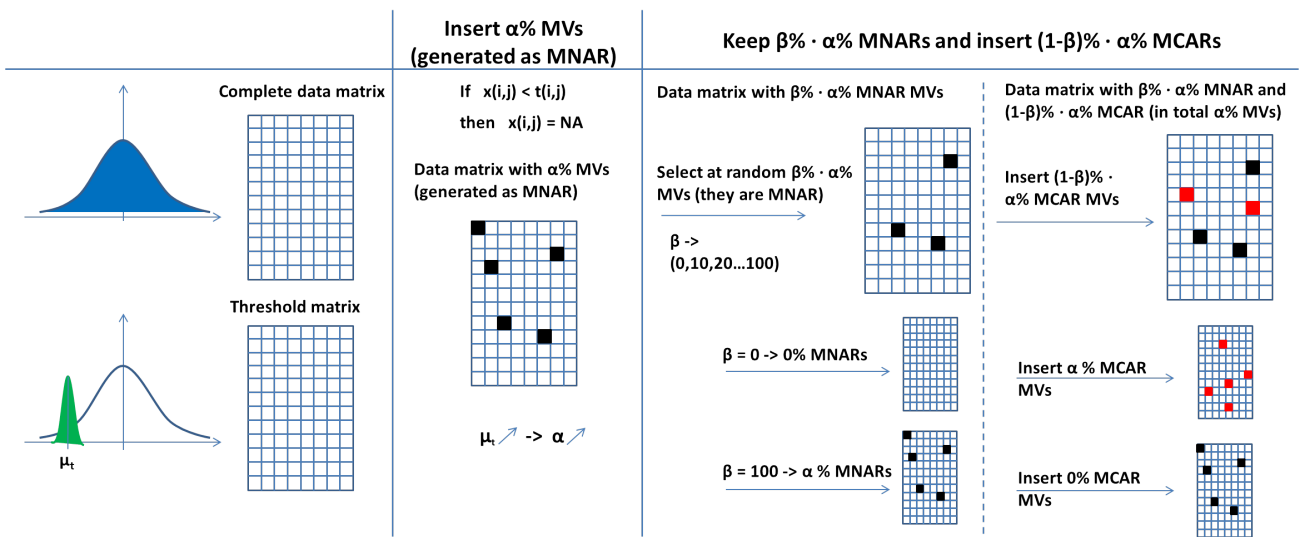 Insert α% MVs
(generated as MNAR)
Keep β% · α% MNARs and insert (1-β)% · α% MCARs
Complete data matrix
Threshold matrix
μt
If x(i,j) < t(i,j)
then x(i,j) = NA
Data matrix with α% MVs
(generated as MNAR)
μt -> α
Data matrix with β% · α% MNAR MVs
Select at random β% · α%
MVs (they are MNAR)
β ->
(0,10,20...100)
β = 0 -> 0% MNARs
β = 100 -> α % MNARs
Data matrix with β% · α% MNAR and
(1-β)% · α% MCAR (in total α% MVs)
Insert (1-β)% ·
α% MCAR MVs
Insert α % MCAR
MVs
Insert 0% MCAR
MVs